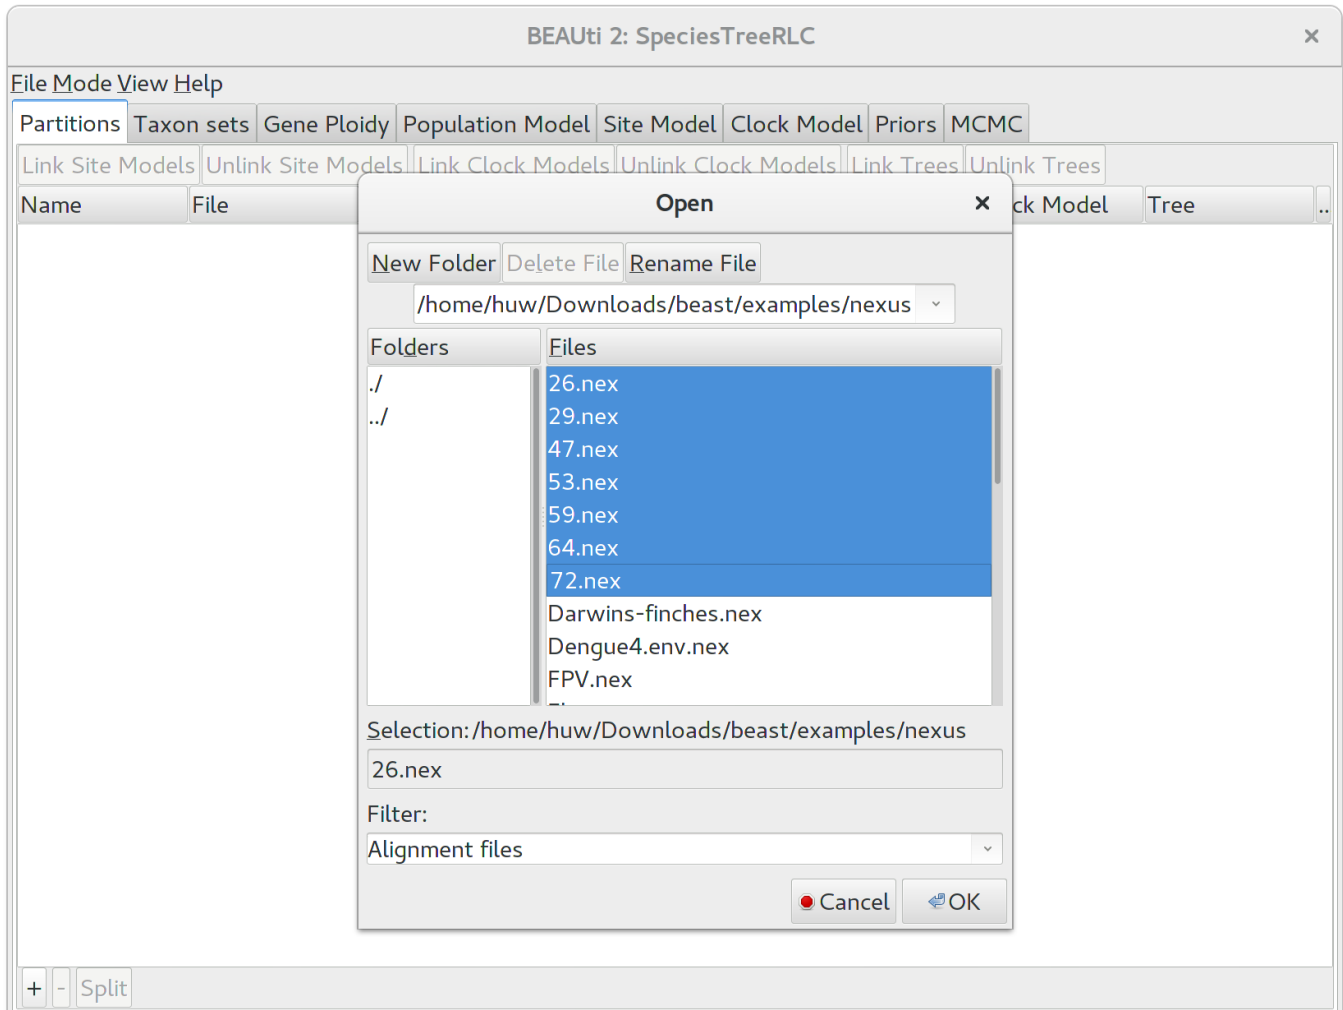 BEAUti 2: SpeciesTreeRLC
File Mode View Help
Partitions Taxon sets Gene Ploidy Population Model Site Model Clock Model Priors MCMC
Link Site Models Unlink Site Models Link Clock Models Unlink Clock Models Link Trees Unlink Trees
Name File ck Model Tree ..
Open
New Folder Delete File Rename File
/home/huw/Downloads/beast/examples/nexus
Folders Files
./ 26.nex
../ 29.nex
47.nex
53.nex
59.nex
64.nex
72.nex
Darwins-finches.nex
Dengue4.env.nex
FPV.nex
Selection: /home/huw/Downloads/beast/examples/nexus
26.nex
Filter:
Alignment files
Cancel OK
+ - Split